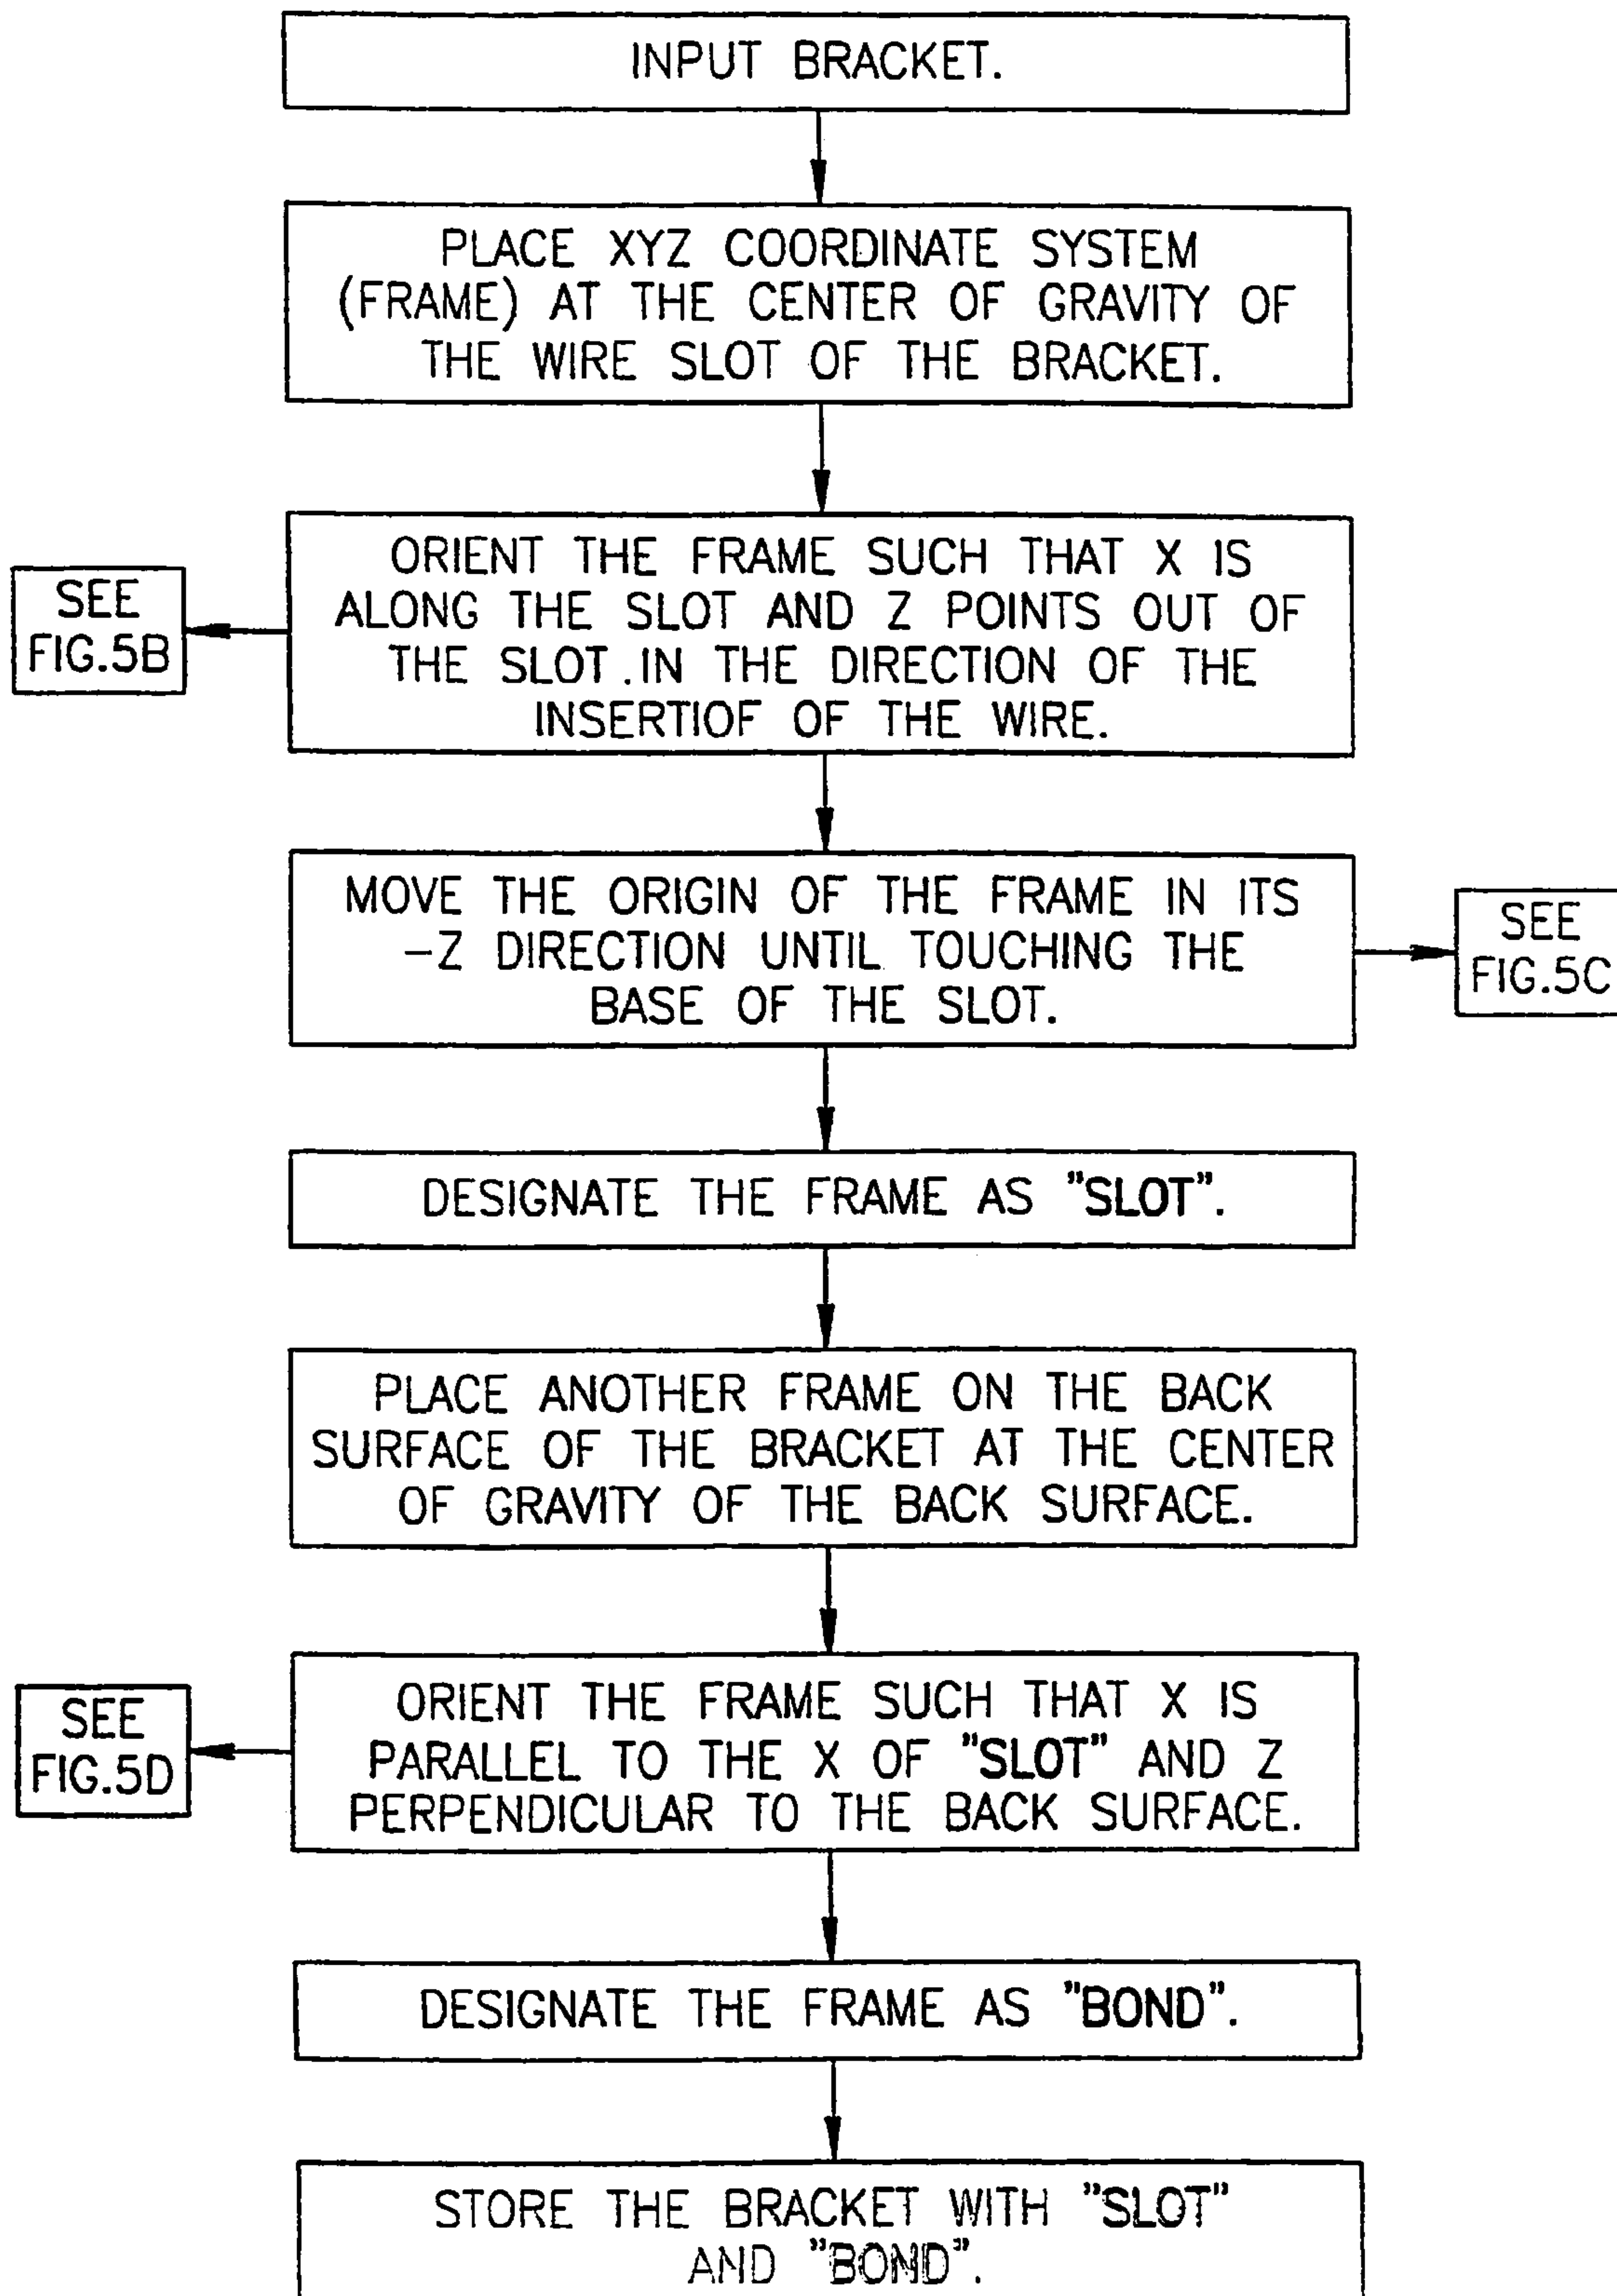 INPUT BRACKET.
PLACE XYZ COORDINATE SYSTEM
(FRAME) AT THE CENTER OF GRAVITY OF
THE WIRE SLOT OF THE BRACKET.
ORIENT THE FRAME SUCH THAT X IS
ALONG THE SLOT AND Z POINTS OUT OF
THE SLOT .IN THE DIRECTION OF THE
INSERTIOF OF THE WIRE.
SEE
FIG.5B
MOVE THE ORIGIN OF THE FRAME IN ITS
-Z DIRECTION UNTIL TOUCHING THE
BASE OF THE SLOT.
SEE
FIG.5C
DESIGNATE THE FRAME AS "SLOT".
PLACE ANOTHER FRAME ON THE BACK
SURFACE OF THE BRACKET AT THE CENTER
OF GRAVITY OF THE BACK SURFACE.
ORIENT THE FRAME SUCH THAT X IS
PARALLEL TO THE X OF "SLOT" AND Z
PERPENDICULAR TO THE BACK SURFACE.
SEE
FIG.5D
DESIGNATE THE FRAME AS "BOND".
STORE THE BRACKET WITH "SLOT"
AND "BOND".